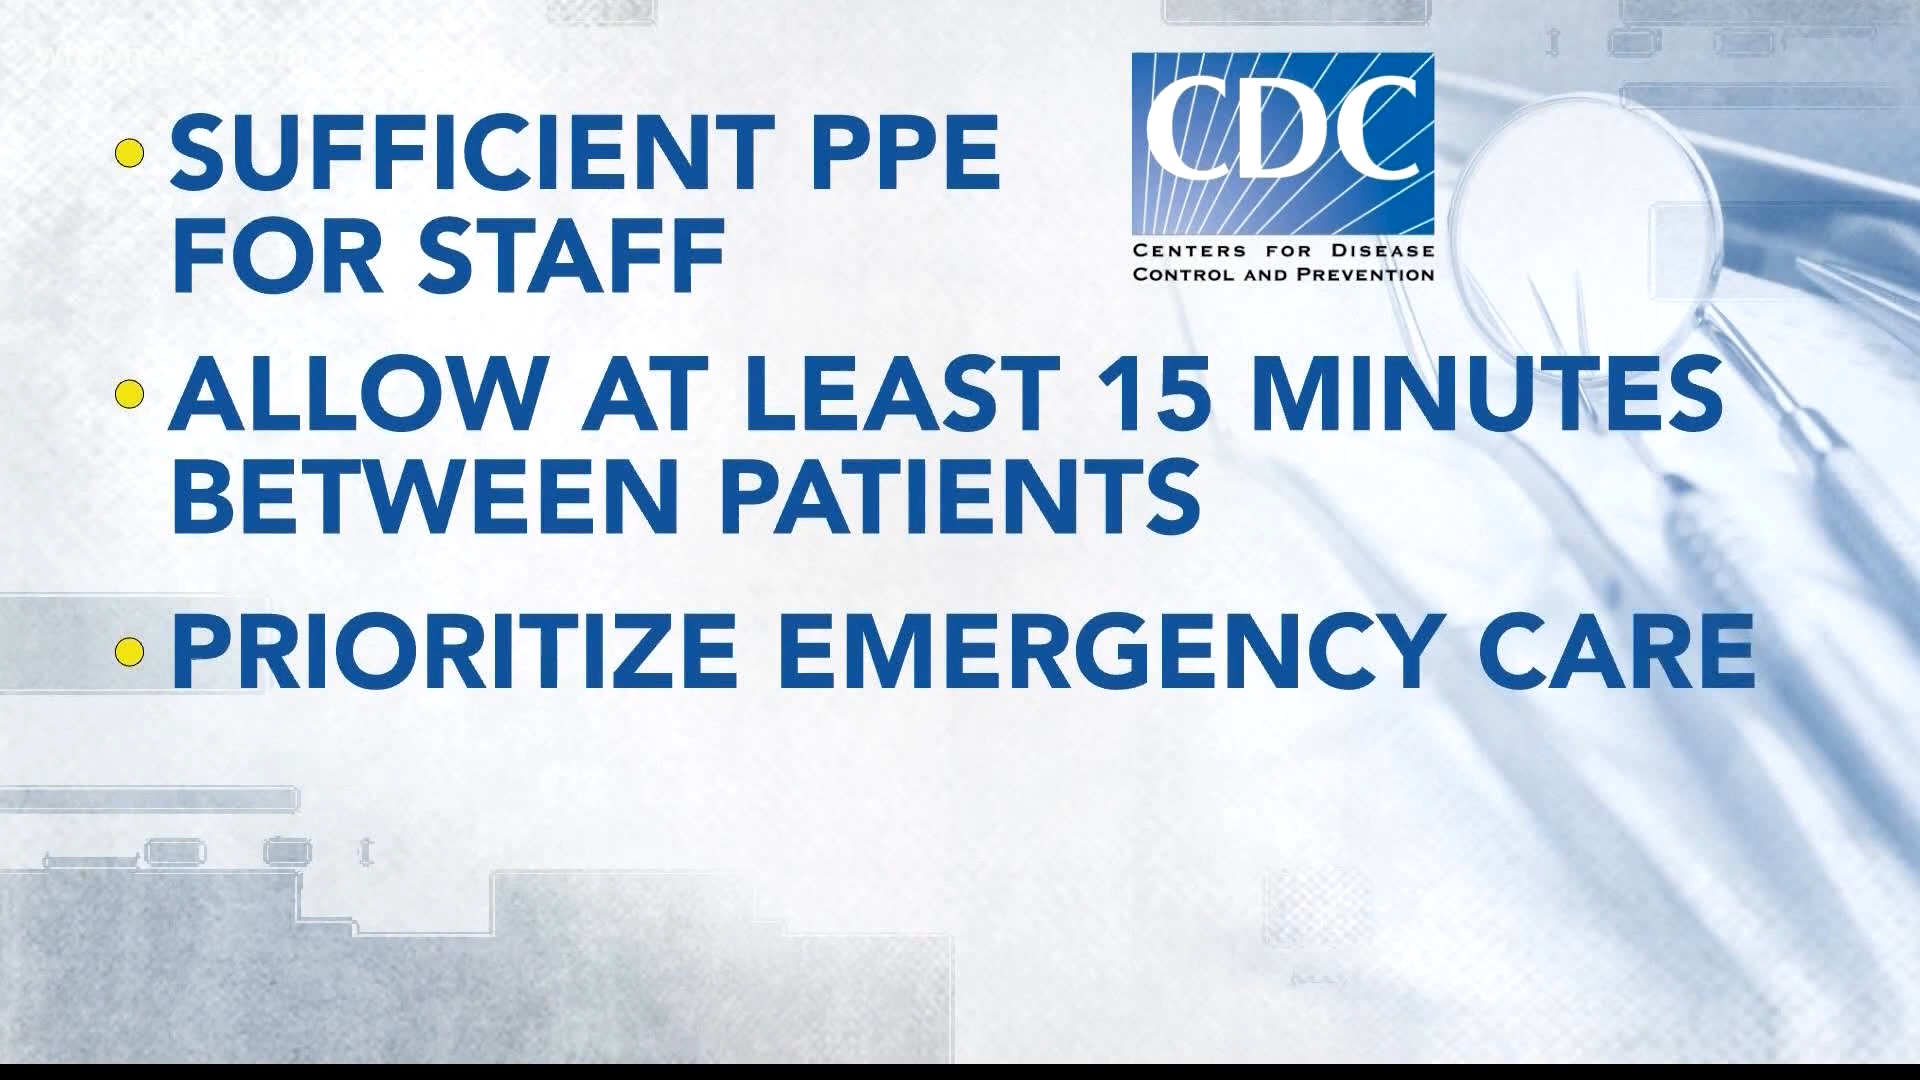 SUFFICIENT PPE
FOR STAFF
CDC
CENTERS FOR DISEASE
CONTROL AND PREVENTION
ALLOW AT LEAST 15 MINUTES
BETWEEN PATIENTS
PRIORITIZE EMERGENCY CARE